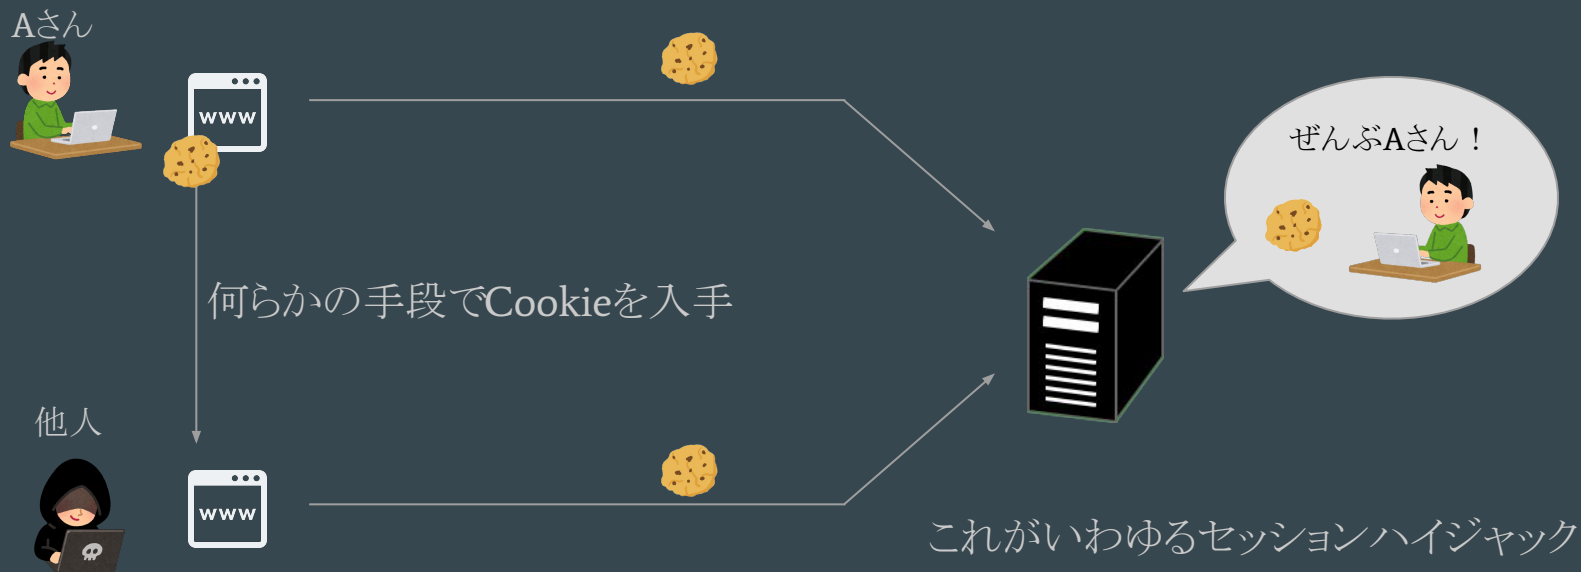 Aさん
www
ぜんぶAさん！
何らかの手段でCookieを入手
他人
www
これがいわゆるセッションハイジャック